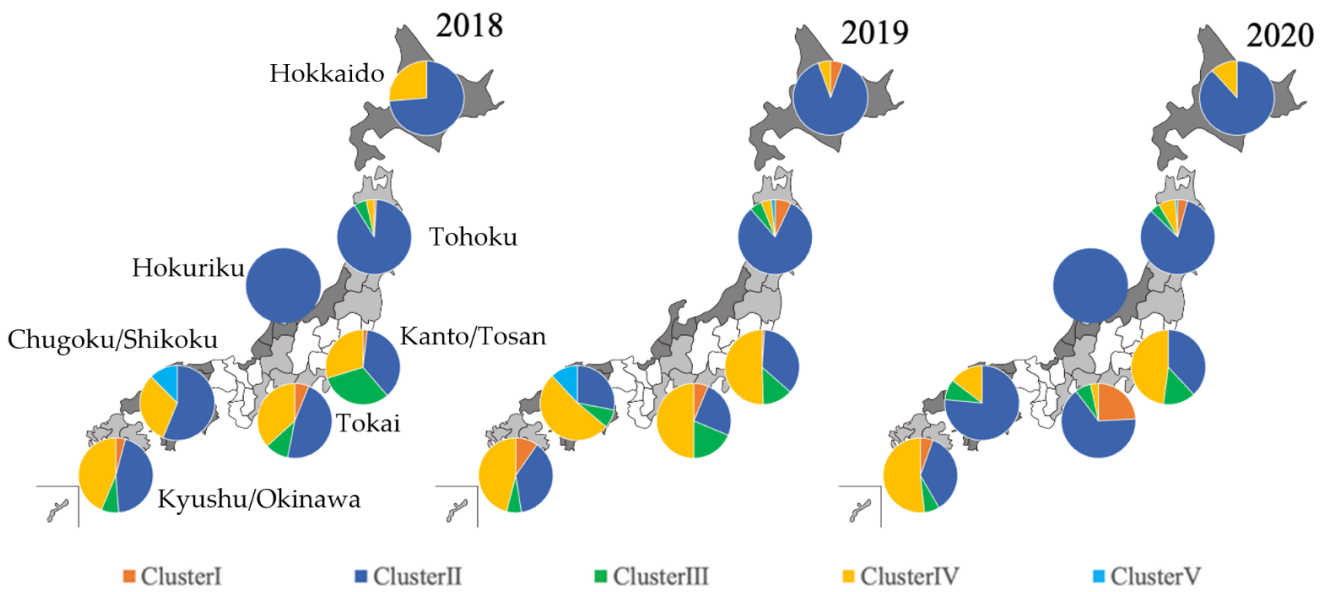 2018
2019
2020
Hokkaido
Tohoku
Hokuriku
Chugoku/Shikoku
Kanto/Tosan
Tokai
Kyushu/Okinawa
ClusterI
ClusterII
ClusterIII
ClusterIV
ClusterV